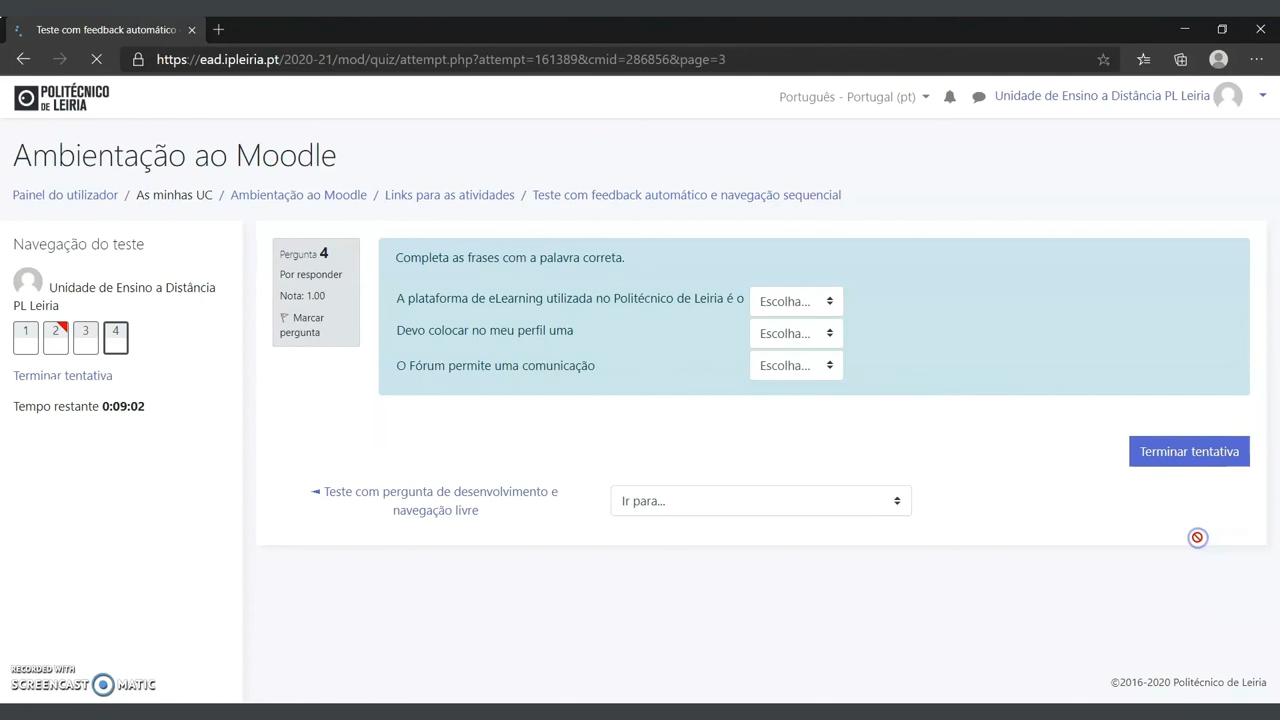 Teste com feedback automático
https://ead.ipleiria.pt/2020-21/mod/quiz/attempt.php?attempt=161389&cmid=286856&page=3
POLITÉCNICO
DE LEIRIA
Português - Portugal (pt)
Unidade de Ensino a Distância PL Leiria
Ambientação ao Moodle
Painel do utilizador / As minhas UC / Ambientação ao Moodle / Links para as atividades / Teste com feedback automático e navegação sequencial
Navegação do teste
Unidade de Ensino a Distância
PL Leiria
1 2 3 4
Terminar tentativa
Tempo restante 0:09:02
Pergunta 4
Por responder
Nota: 1.00
Marcar
pergunta
Completa as frases com a palavra correta.
A plataforma de eLearning utilizada no Politécnico de Leiria é o Escolha...
Devo colocar no meu perfil uma Escolha...
O Fórum permite uma comunicação Escolha...
Terminar tentativa
◄ Teste com pergunta de desenvolvimento e
navegação livre
Ir para...
RECORDED WITH
SCREENCAST MATIC
©2016-2020 Politécnico de Leiria